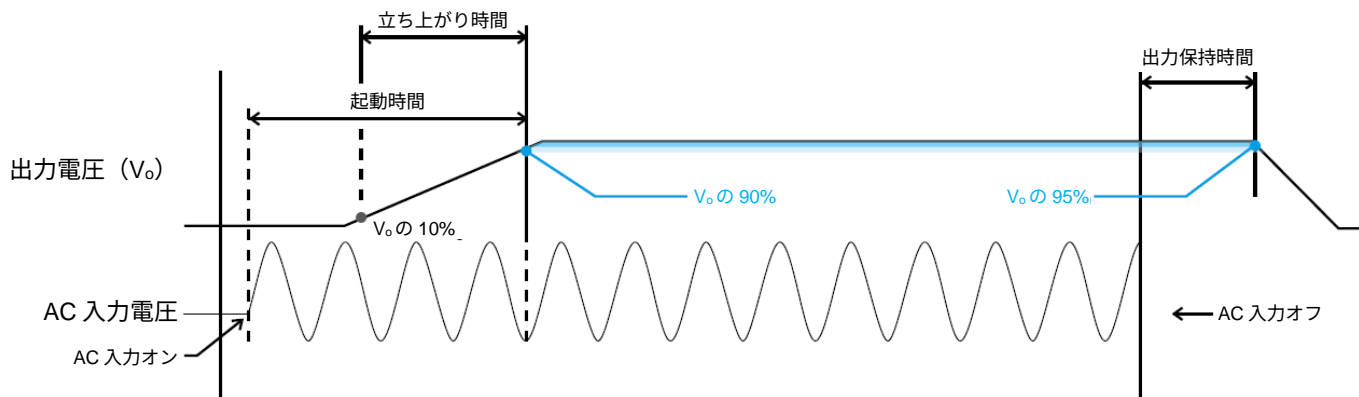 立ち上がり時間
出力保持時間
起動時間
出力電圧（Vₒ）
Vₒの 90%
Vₒの 95%
Vₒの 10%
AC 入力電圧
AC 入力オフ
AC 入力オン